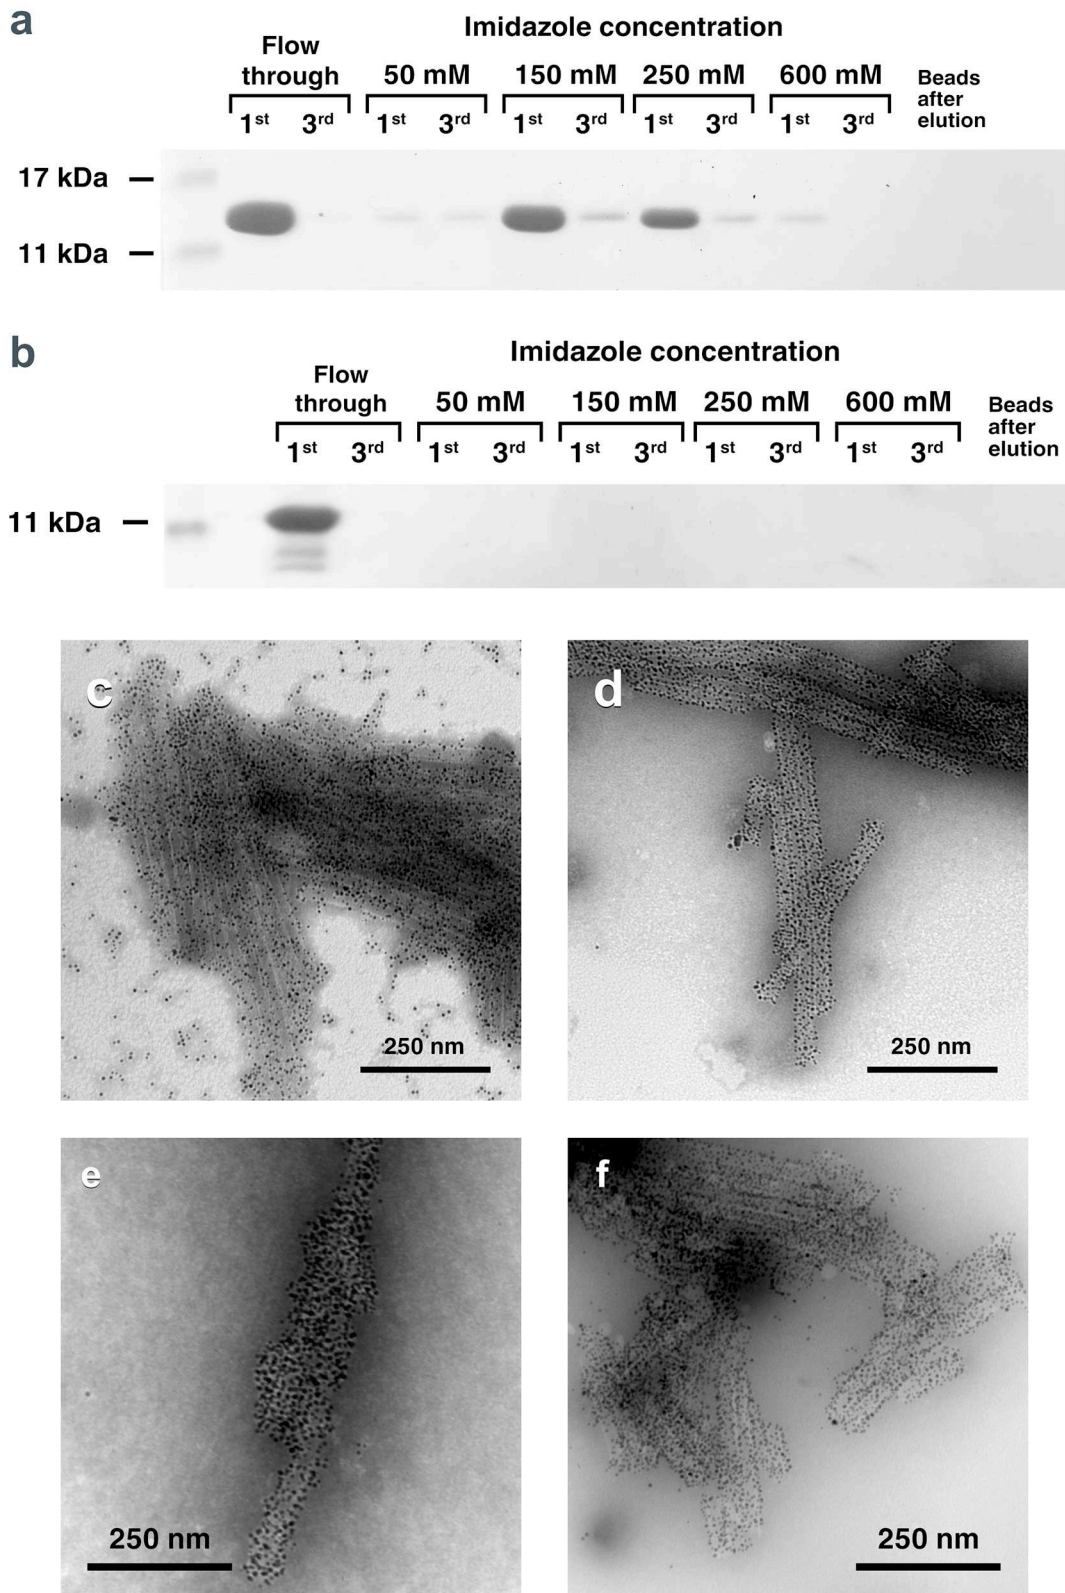 a
Imidazole concentration
Flow
through
50 mM 150 mM 250 mM 600 mM
Beads
after
elution
1st 3rd 1st 3rd 1st 3rd 1st 3rd 1st 3rd
17 kDa
11 kDa
b
Imidazole concentration
Flow
through
50 mM 150 mM 250 mM 600 mM
Beads
after
elution
1st 3rd 1st 3rd 1st 3rd 1st 3rd 1st 3rd
11 kDa
c
250 nm
d
250 nm
e
250 nm
f
250 nm